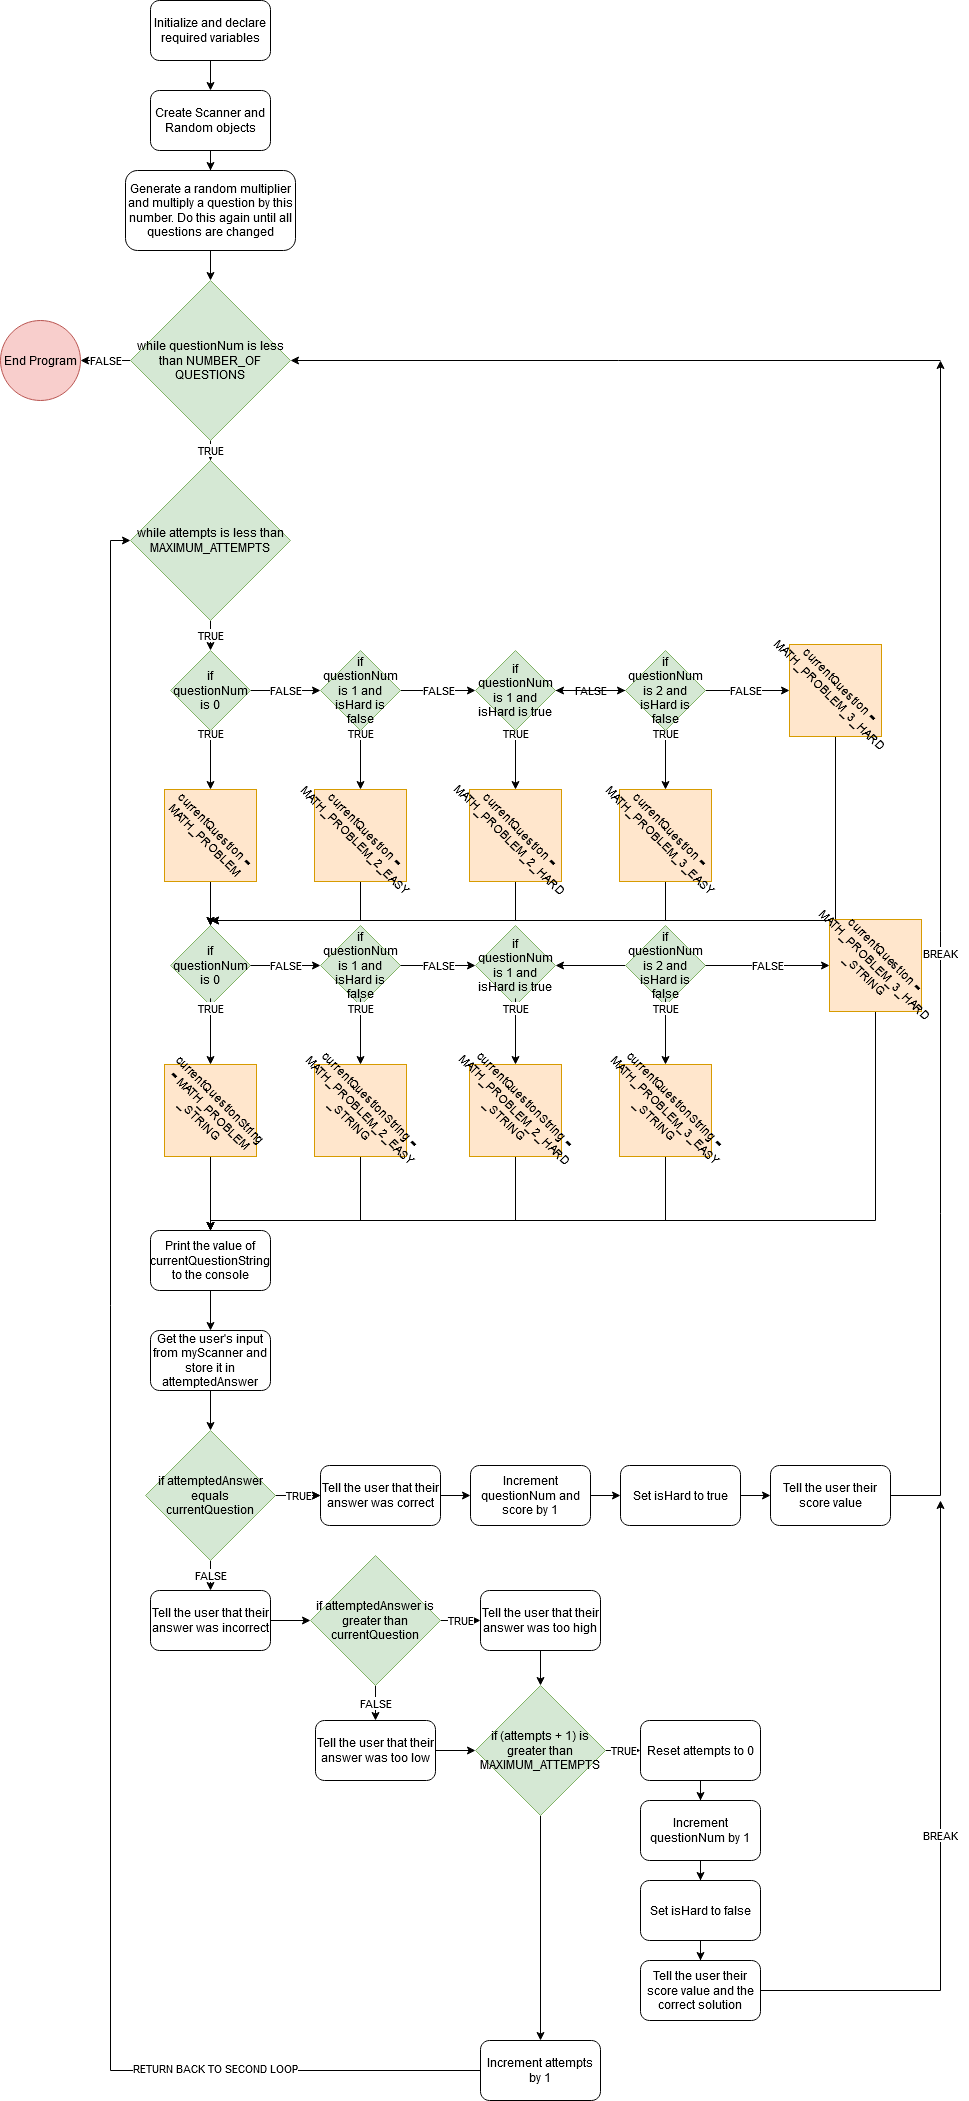 Initialize and declare
required variables
Create Scanner and
Random objects
Generate a random multiplier
and multiply a question by this
number. Do this again until all
questions are changed
while questionNum is less
than NUMBER_OF
QUESTIONS
FALSE
End Program
TRUE
while attempts is less than
MAXIMUM_ATTEMPTS
TRUE
if
questionNum
is 0
FALSE
if
questionNum
is 1 and
isHard is
false
FALSE
if
questionNum
is 1 and
isHard is true
FALSE
if
questionNum
is 2 and
isHard is
false
FALSE
currentQuestion =
MATH_PROBLEM_3_HARD
TRUE
TRUE
TRUE
TRUE
currentQuestion =
MATH_PROBLEM
currentQuestion =
MATH_PROBLEM_2_EASY
currentQuestion =
MATH_PROBLEM_2_HARD
currentQuestion =
MATH_PROBLEM_3_EASY
if
questionNum
is 0
FALSE
if
questionNum
is 1 and
isHard is
false
FALSE
if
questionNum
is 1 and
isHard is true
if
questionNum
is 2 and
isHard is
false
FALSE
currentQuestion =
MATH_PROBLEM_3_HARD
_STRING
BREAK
TRUE
TRUE
TRUE
TRUE
currentQuestionString
= MATH_PROBLEM
_STRING
currentQuestionString =
MATH_PROBLEM_2_EASY
_STRING
currentQuestionString =
MATH_PROBLEM_2_HARD
_STRING
currentQuestionString =
MATH_PROBLEM_3_EASY
_STRING
Print the value of
currentQuestionString
to the console
Get the user's input
from myScanner and
store it in
attemptedAnswer
if attemptedAnswer
equals
currentQuestion
TRUE
Tell the user that their
answer was correct
Increment
questionNum and
score by 1
Set isHard to true
Tell the user their
score value
FALSE
Tell the user that their
answer was incorrect
if attemptedAnswer is
greater than
currentQuestion
TRUE
Tell the user that their
answer was too high
FALSE
Tell the user that their
answer was too low
if (attempts + 1) is
greater than
MAXIMUM_ATTEMPTS
TRUE
Reset attempts to 0
Increment
questionNum by 1
BREAK
Set isHard to false
Tell the user their
score value and the
correct solution
Increment attempts
by 1
RETURN BACK TO SECOND LOOP